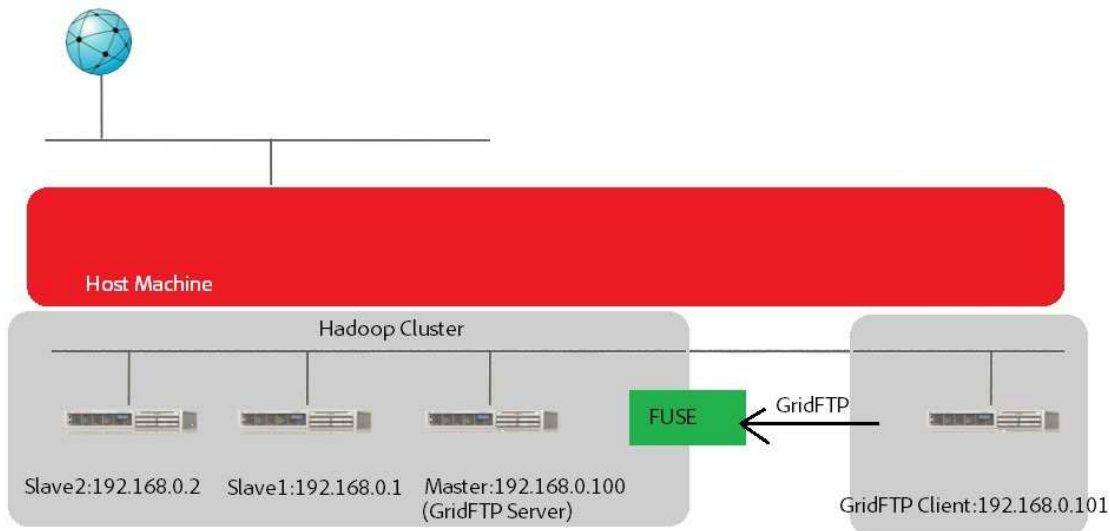 Host Machine
Hadoop Cluster
FUSE
GridFTP
Slave2:192.168.0.2
Slave1:192.168.0.1
Master:192.168.0.100
(GridFTP Server)
GridFTP Client:192.168.0.101